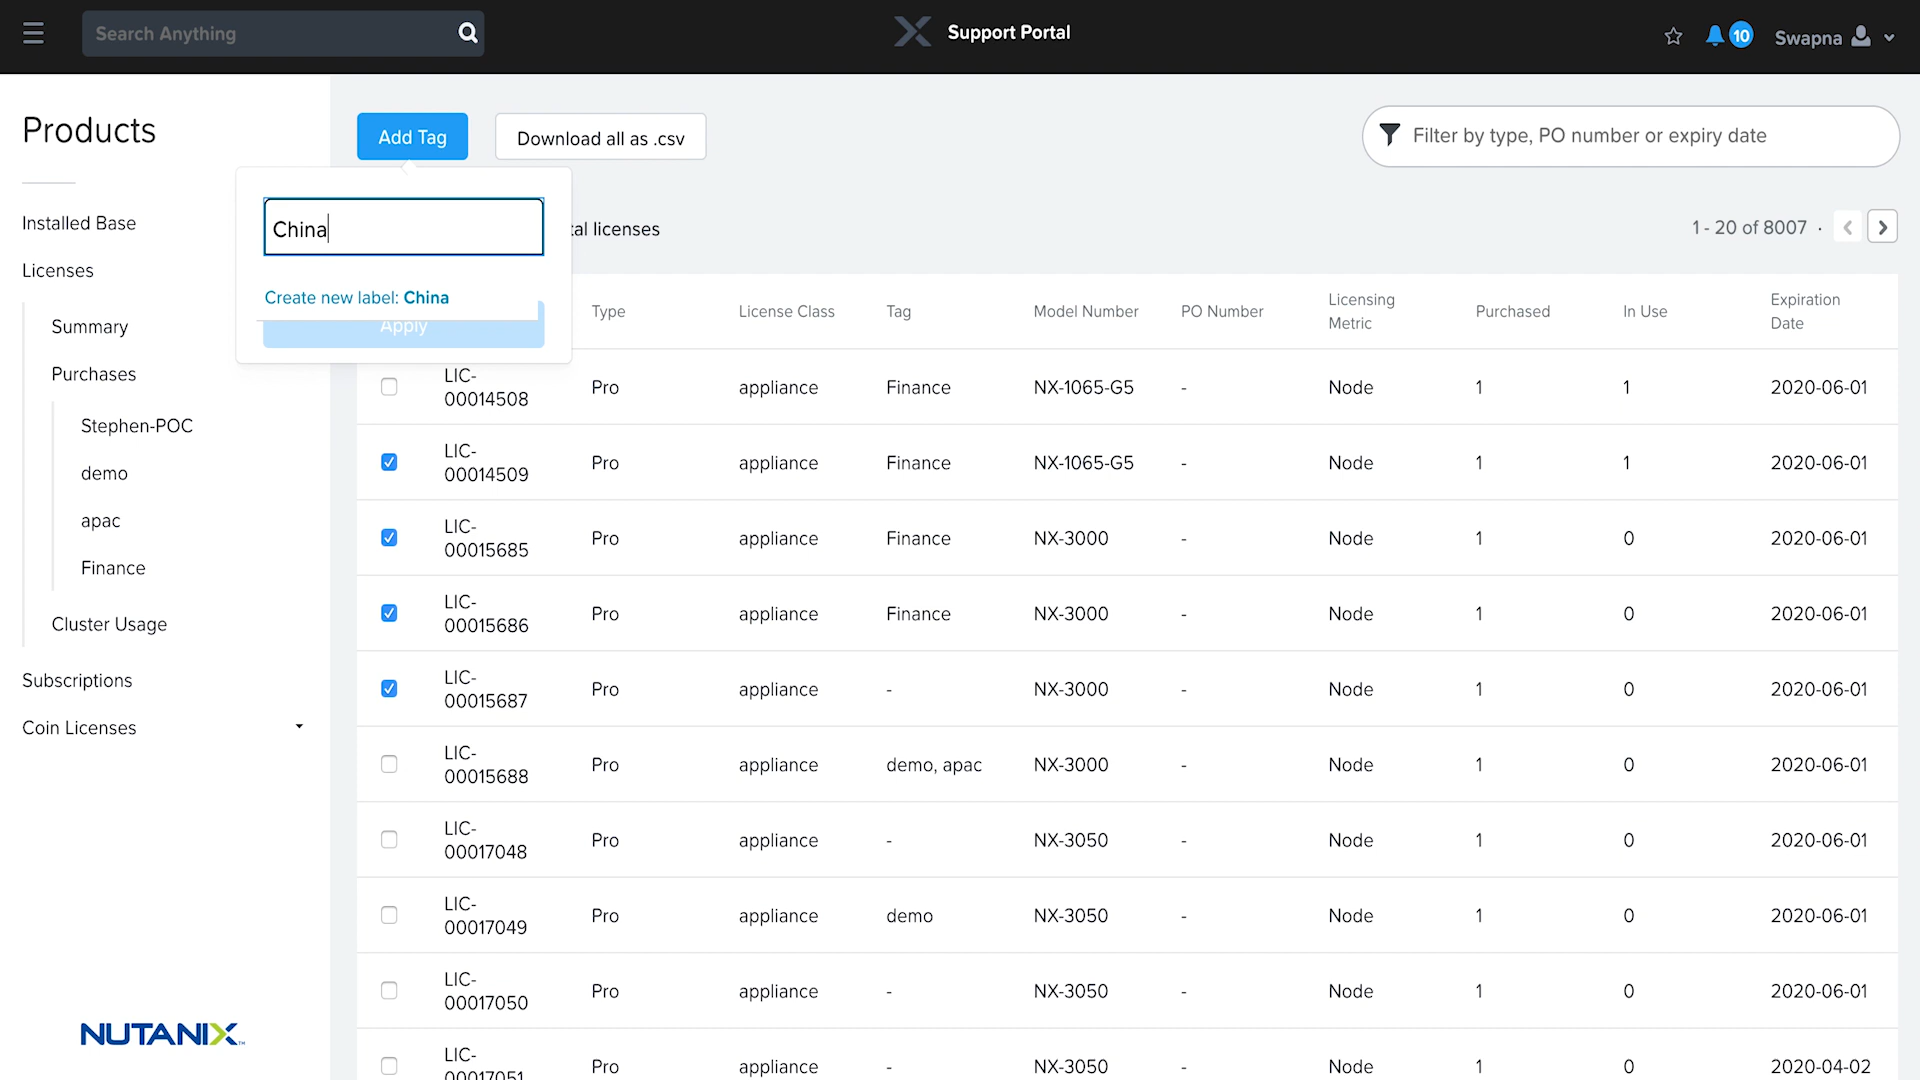 Search Anything
Support Portal
10
Swapna
Products
Installed Base
Licenses
Summary
Purchases
Stephen-POC
demo
apac
Finance
Cluster Usage
Subscriptions
Coin Licenses
NUTANIX
Add Tag
Download all as .csv
Filter by type, PO number or expiry date
China
Create new label: China
Apply
licenses
1 - 20 of 8007 ·
Type License Class Tag Model Number PO Number Licensing Metric Purchased In Use Expiration Date
LIC-
00014508 Pro appliance Finance NX-1065-G5 - Node 1 1 2020-06-01
LIC-
00014509 Pro appliance Finance NX-1065-G5 - Node 1 1 2020-06-01
LIC-
00015685 Pro appliance Finance NX-3000 - Node 1 0 2020-06-01
LIC-
00015686 Pro appliance Finance NX-3000 - Node 1 0 2020-06-01
LIC-
00015687 Pro appliance - NX-3000 - Node 1 0 2020-06-01
LIC-
00015688 Pro appliance demo, apac NX-3000 - Node 1 0 2020-06-01
LIC-
00017048 Pro appliance - NX-3050 - Node 1 0 2020-06-01
LIC-
00017049 Pro appliance demo NX-3050 - Node 1 0 2020-06-01
LIC-
00017050 Pro appliance - NX-3050 - Node 1 0 2020-06-01
LIC-
00017051 Pro appliance - NX-3050 - Node 1 0 2020-04-02